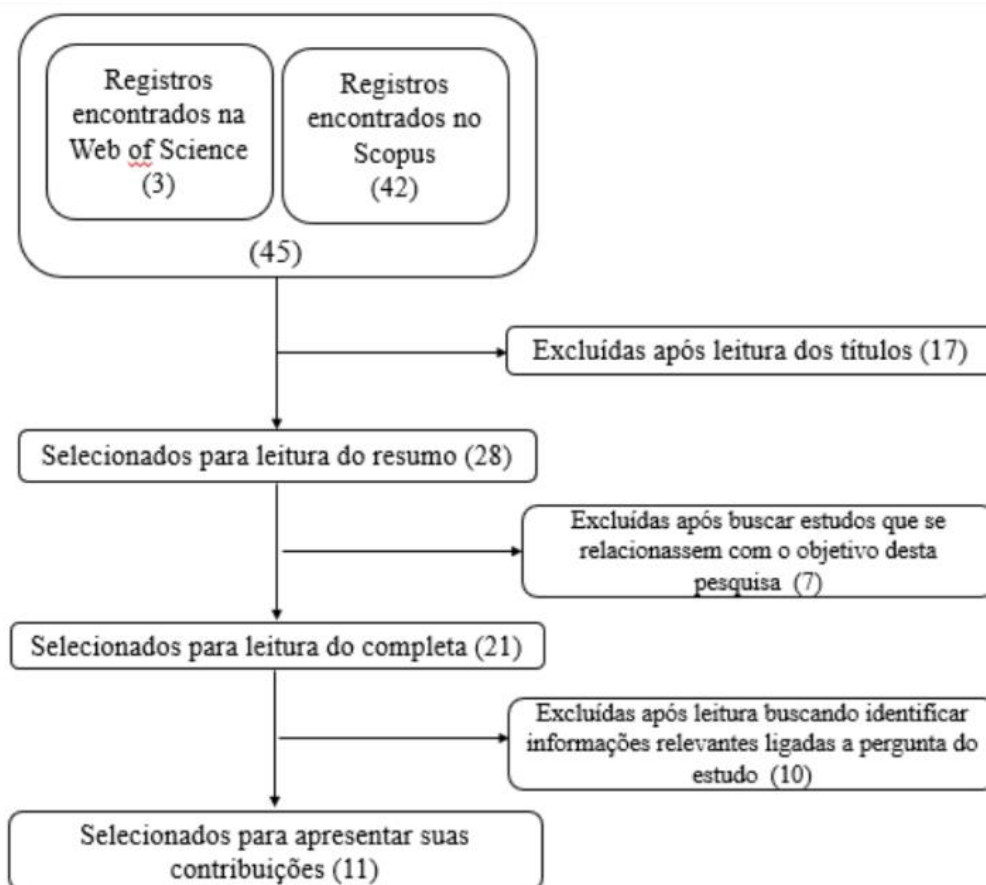 Registros
encontrados na
Web of Science
(3)
Registros
encontrados no
Scopus
(42)
(45)
Excluídas após leitura dos títulos (17)
Selecionados para leitura do resumo (28)
Excluídas após buscar estudos que se
relacionassem com o objetivo desta
pesquisa (7)
Selecionados para leitura do completa (21)
Excluídas após leitura buscando identificar
informações relevantes ligadas a pergunta do
estudo (10)
Selecionados para apresentar suas
contribuições (11)